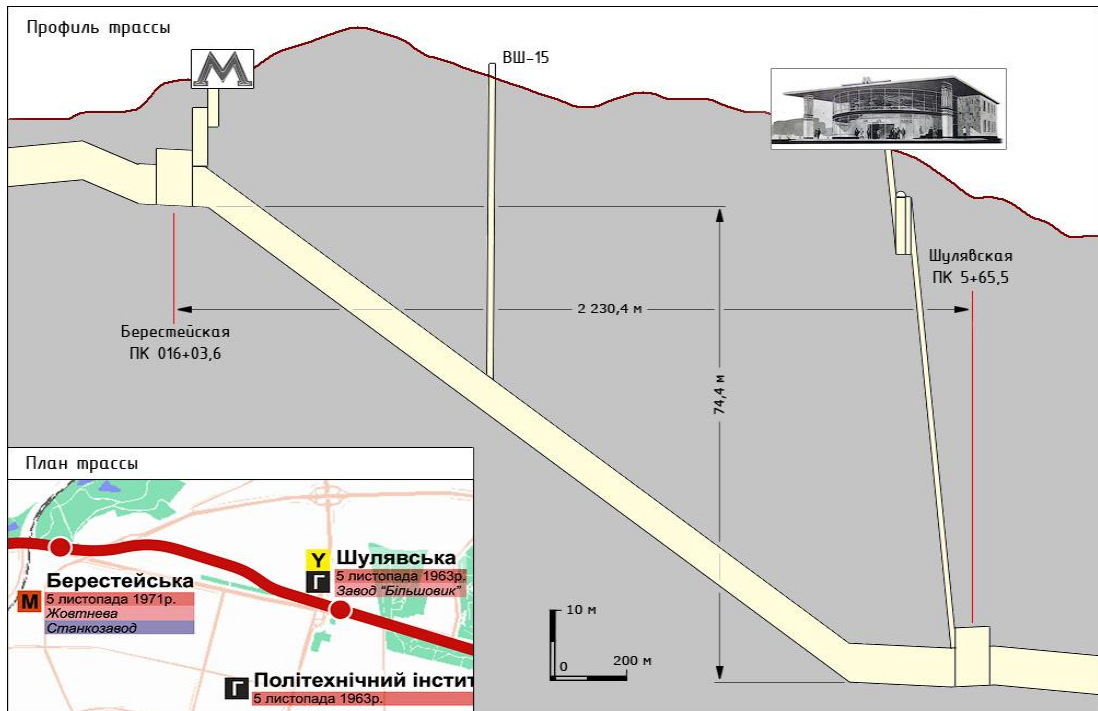 Профиль трассы
М
ВШ-15
Шулявская
ПК 5+65,5
2 230,4 м
Берестейская
ПК 016+03,6
74,4 м
План трассы
Y Шулявська
Г 5 листопада 1963р.
Завод "Більшовик"
Берестейська
М 5 листопада 1971р.
Жовтнева
Станкозавод
10 м
0 200 м
Г Політехнічний інстит
5 листопада 1963р.